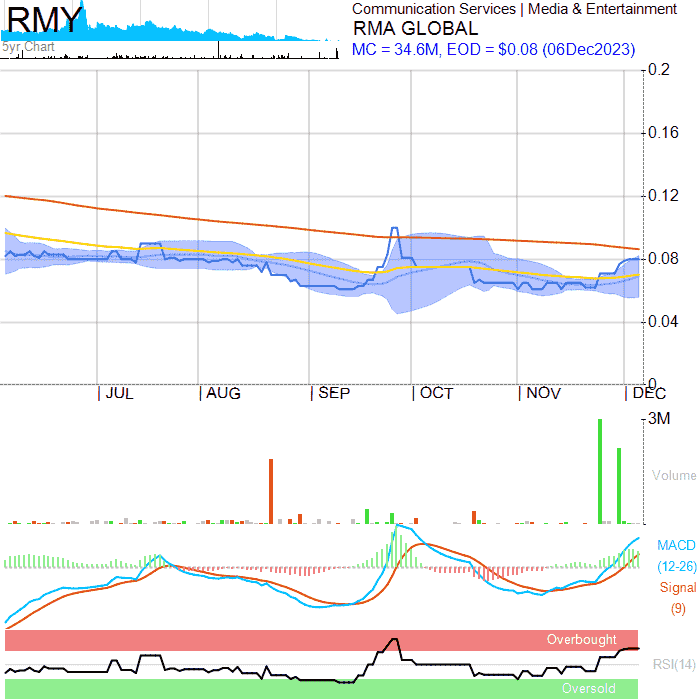 RMY
Communication Services | Media & Entertainment
RMA GLOBAL
MC = 34.6M, EOD = $0.08 (06Dec2023)
5yr Chart
0.2
0.16
0.12
0.08
0.04
0
JUL
AUG
SEP
OCT
NOV
DEC
3M
Volume
MACD
(12-26)
Signal
(9)
Overbought
RSI(14)
Oversold